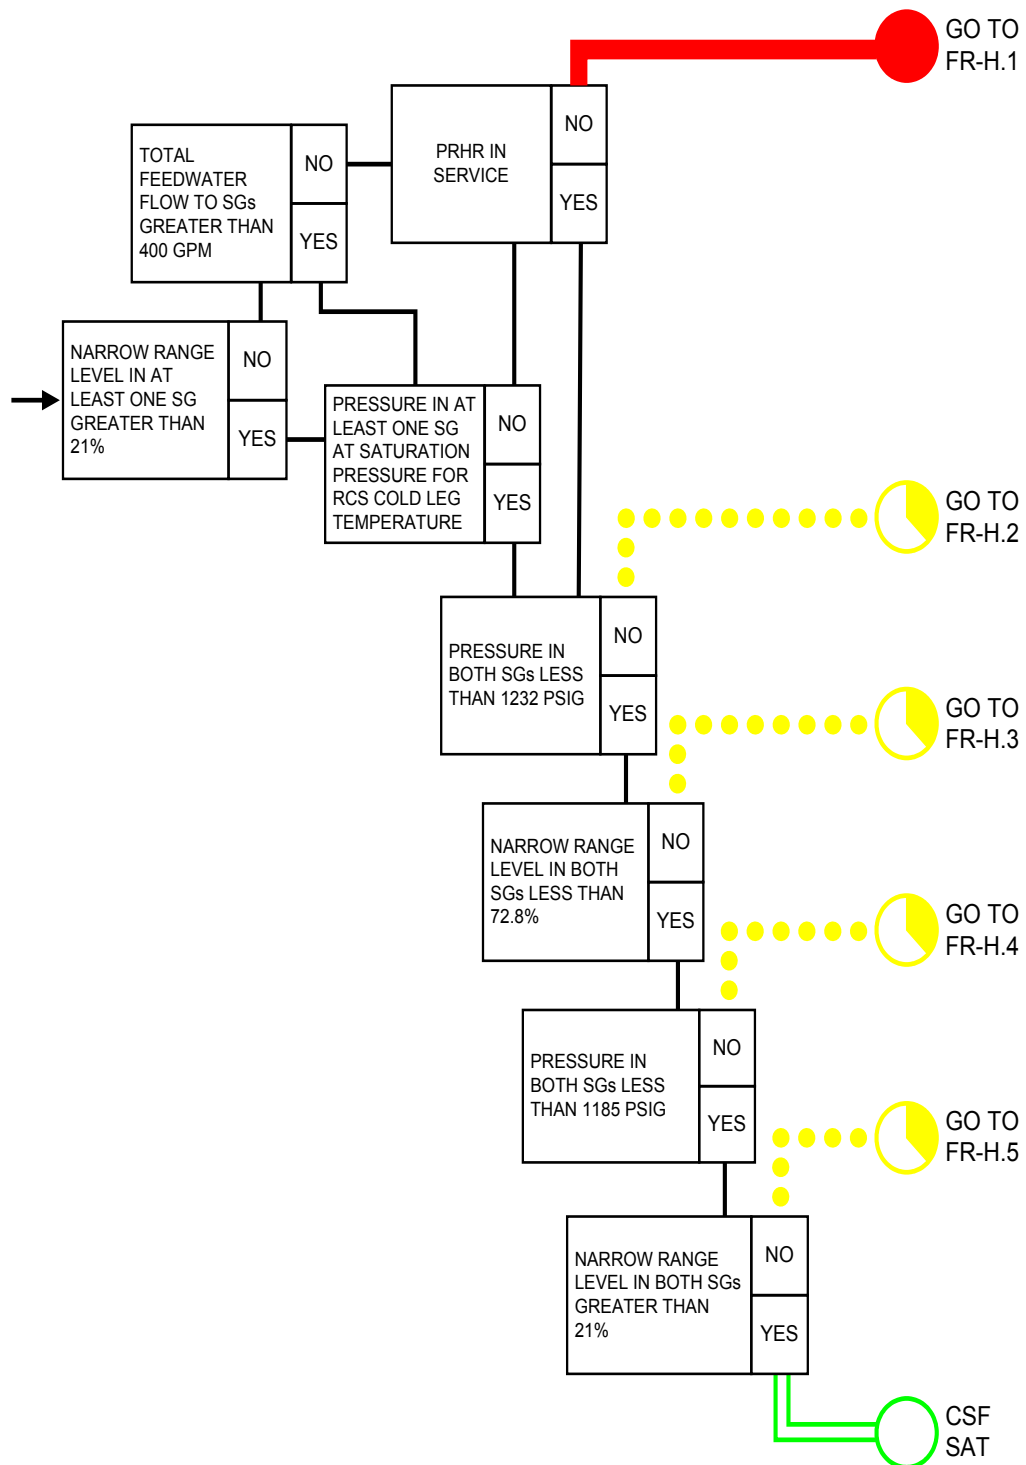 GO TO
FR-H.1
PRHR IN
SERVICE
NO
YES
TOTAL
FEEDWATER
FLOW TO SGs
GREATER THAN
400 GPM
NO
YES
NARROW RANGE
LEVEL IN AT
LEAST ONE SG
GREATER THAN
21%
NO
YES
PRESSURE IN AT
LEAST ONE SG
AT SATURATION
PRESSURE FOR
RCS COLD LEG
TEMPERATURE
NO
YES
GO TO
FR-H.2
PRESSURE IN
BOTH SGs LESS
THAN 1232 PSIG
NO
YES
GO TO
FR-H.3
NARROW RANGE
LEVEL IN BOTH
SGs LESS THAN
72.8%
NO
YES
GO TO
FR-H.4
PRESSURE IN
BOTH SGs LESS
THAN 1185 PSIG
NO
YES
GO TO
FR-H.5
NARROW RANGE
LEVEL IN BOTH SGs
GREATER THAN
21%
NO
YES
CSF
SAT